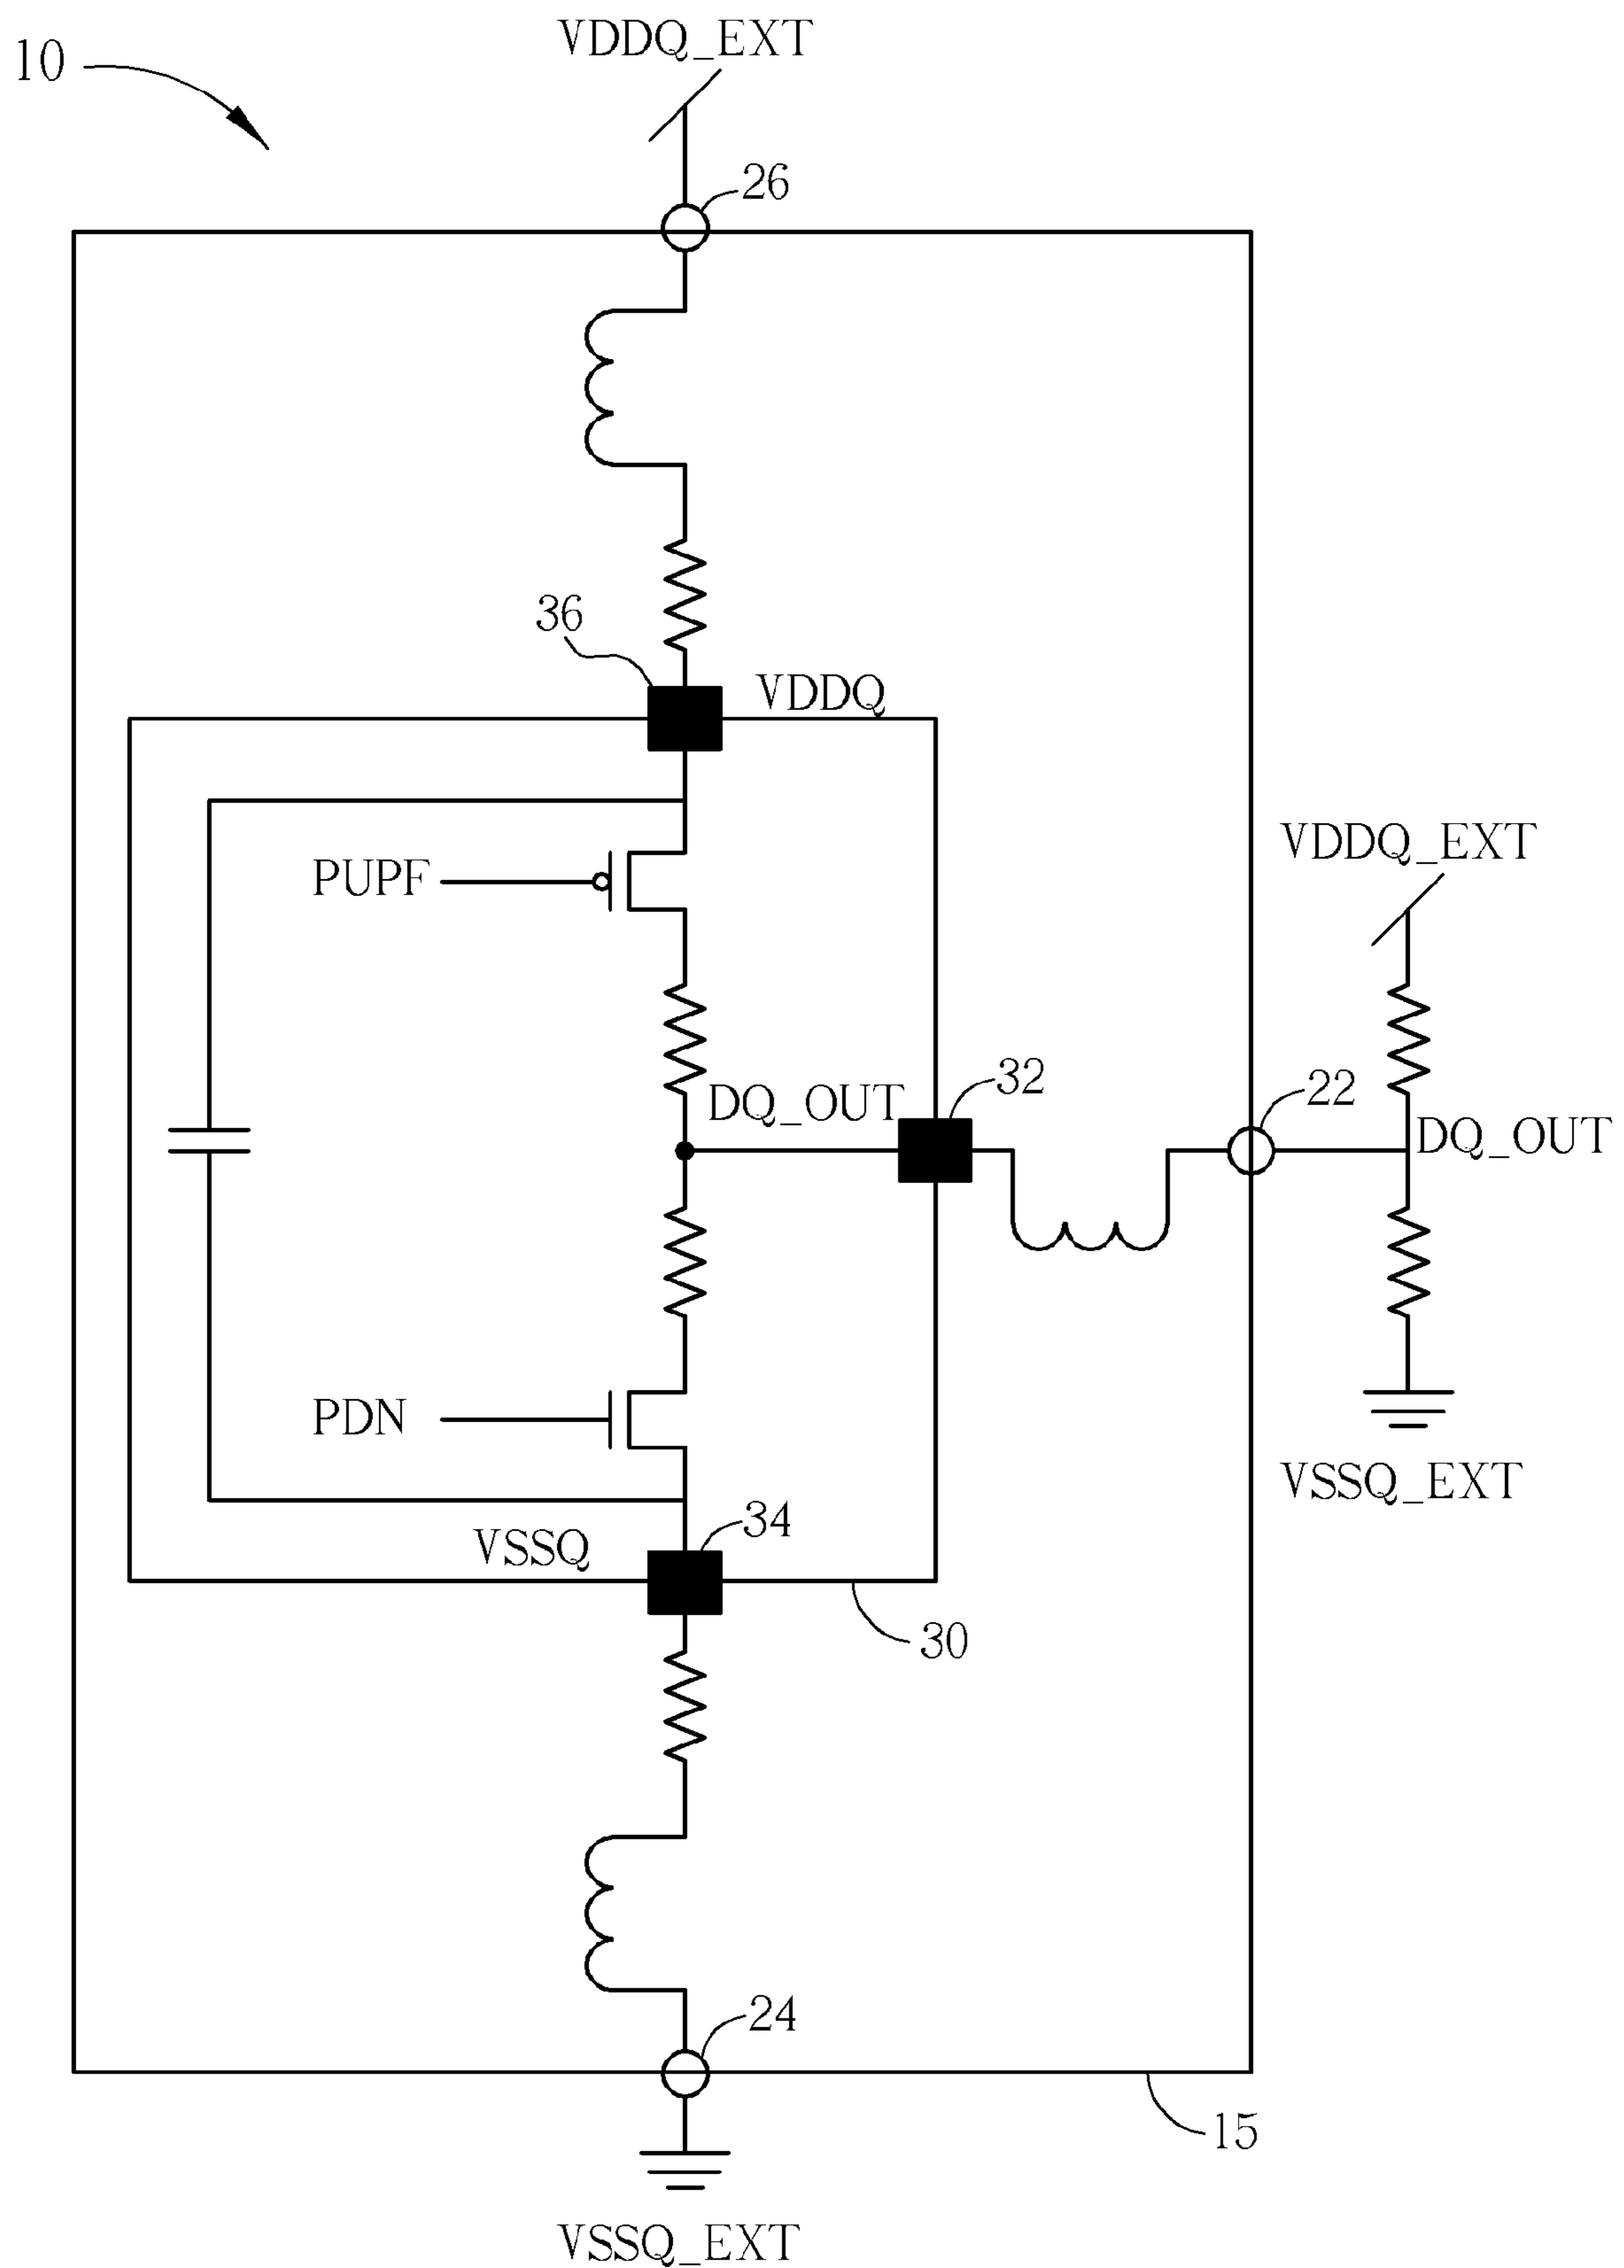 VDDQ_EXT
10
26
36
VDDQ
VDDQ_EXT
PUPF
32
22
DQ_OUT
DQ_OUT
PDN
VSSQ_EXT
34
VSSQ
30
24
15
VSSQ_EXT